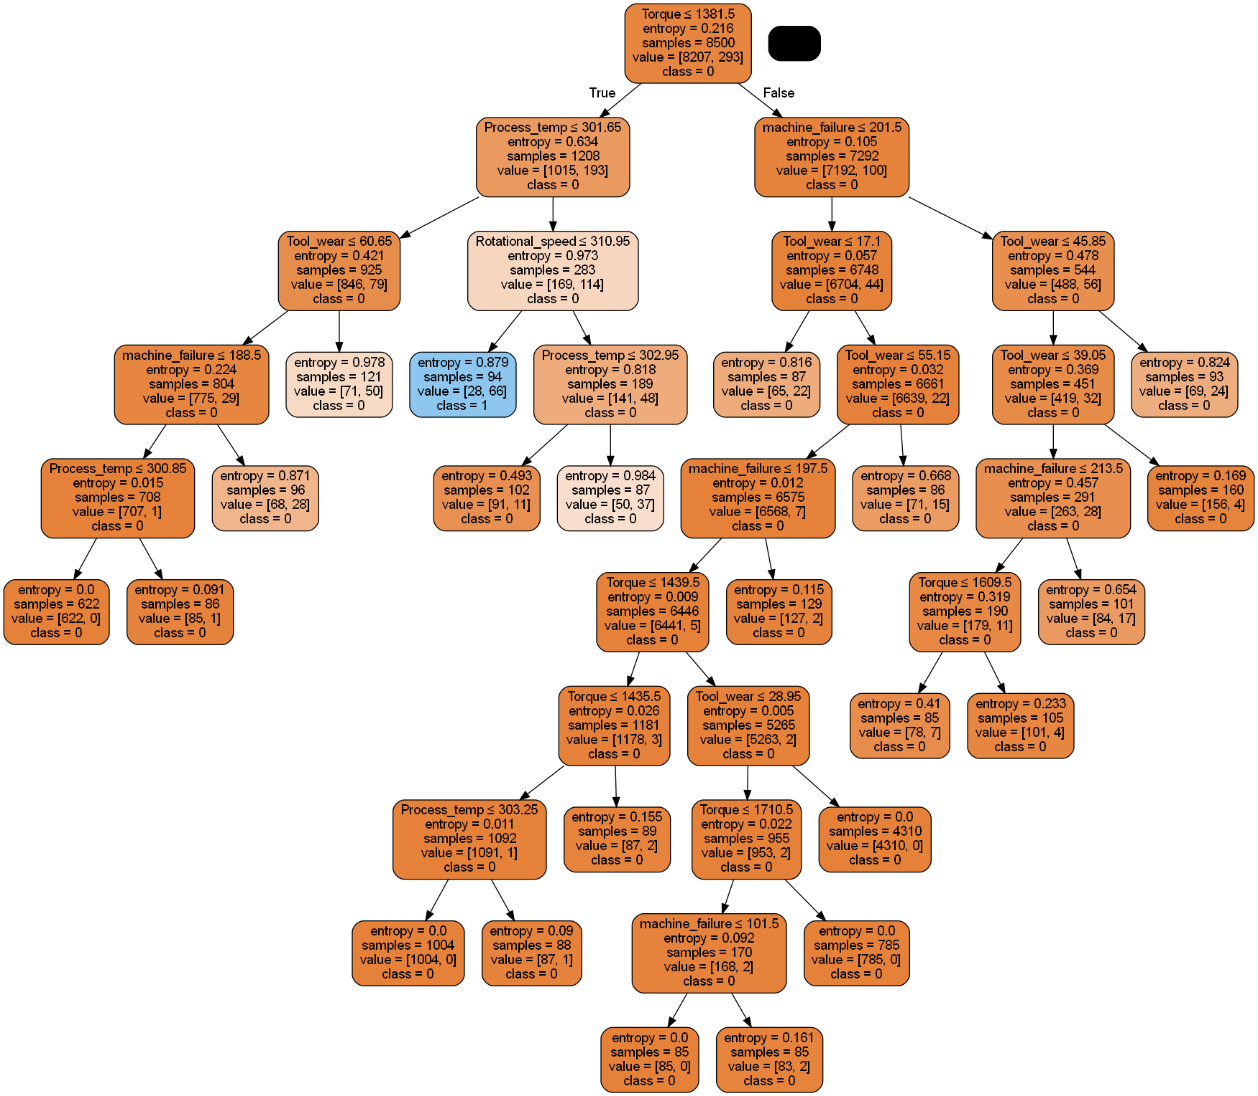 Torque ≤ 1381.5
entropy = 0.216
samples = 8500
value = [8207, 293]
class = 0
True
False
Process_temp ≤ 301.65
entropy = 0.634
samples = 1208
value = [1015, 193]
class = 0
machine_failure ≤ 201.5
entropy = 0.105
samples = 7292
value = [7192, 100]
class = 0
Tool_wear ≤ 60.65
entropy = 0.421
samples = 925
value = [846, 79]
class = 0
Rotational_speed ≤ 310.95
entropy = 0.973
samples = 283
value = [169, 114]
class = 0
Tool_wear ≤ 17.1
entropy = 0.057
samples = 6748
value = [6704, 44]
class = 0
Tool_wear ≤ 45.85
entropy = 0.478
samples = 544
value = [488, 56]
class = 0
machine_failure ≤ 188.5
entropy = 0.224
samples = 804
value = [775, 29]
class = 0
entropy = 0.978
samples = 121
value = [71, 50]
class = 0
entropy = 0.879
samples = 94
value = [28, 66]
class = 1
Process_temp ≤ 302.95
entropy = 0.818
samples = 189
value = [141, 48]
class = 0
entropy = 0.816
samples = 87
value = [65, 22]
class = 0
Tool_wear ≤ 55.15
entropy = 0.032
samples = 6661
value = [6639, 22]
class = 0
Tool_wear ≤ 39.05
entropy = 0.369
samples = 451
value = [419, 32]
class = 0
entropy = 0.824
samples = 93
value = [69, 24]
class = 0
Process_temp ≤ 300.85
entropy = 0.015
samples = 708
value = [707, 1]
class = 0
entropy = 0.871
samples = 96
value = [68, 28]
class = 0
entropy = 0.493
samples = 102
value = [91, 11]
class = 0
entropy = 0.984
samples = 87
value = [50, 37]
class = 0
machine_failure ≤ 197.5
entropy = 0.012
samples = 6575
value = [6568, 7]
class = 0
entropy = 0.668
samples = 86
value = [71, 15]
class = 0
machine_failure ≤ 213.5
entropy = 0.457
samples = 291
value = [263, 28]
class = 0
entropy = 0.169
samples = 160
value = [156, 4]
class = 0
entropy = 0.0
samples = 622
value = [622, 0]
class = 0
entropy = 0.091
samples = 86
value = [85, 1]
class = 0
Torque ≤ 1439.5
entropy = 0.009
samples = 6446
value = [6441, 5]
class = 0
entropy = 0.115
samples = 129
value = [127, 2]
class = 0
Torque ≤ 1609.5
entropy = 0.319
samples = 190
value = [179, 11]
class = 0
entropy = 0.654
samples = 101
value = [84, 17]
class = 0
Torque ≤ 1435.5
entropy = 0.026
samples = 1181
value = [1178, 3]
class = 0
Tool_wear ≤ 28.95
entropy = 0.005
samples = 5265
value = [5263, 2]
class = 0
entropy = 0.41
samples = 85
value = [78, 7]
class = 0
entropy = 0.233
samples = 105
value = [101, 4]
class = 0
Process_temp ≤ 303.25
entropy = 0.011
samples = 1092
value = [1091, 1]
class = 0
entropy = 0.155
samples = 89
value = [87, 2]
class = 0
Torque ≤ 1710.5
entropy = 0.022
samples = 955
value = [953, 2]
class = 0
entropy = 0.0
samples = 4310
value = [4310, 0]
class = 0
entropy = 0.0
samples = 1004
value = [1004, 0]
class = 0
entropy = 0.09
samples = 88
value = [87, 1]
class = 0
machine_failure ≤ 101.5
entropy = 0.092
samples = 170
value = [168, 2]
class = 0
entropy = 0.0
samples = 785
value = [785, 0]
class = 0
entropy = 0.0
samples = 85
value = [85, 0]
class = 0
entropy = 0.161
samples = 85
value = [83, 2]
class = 0